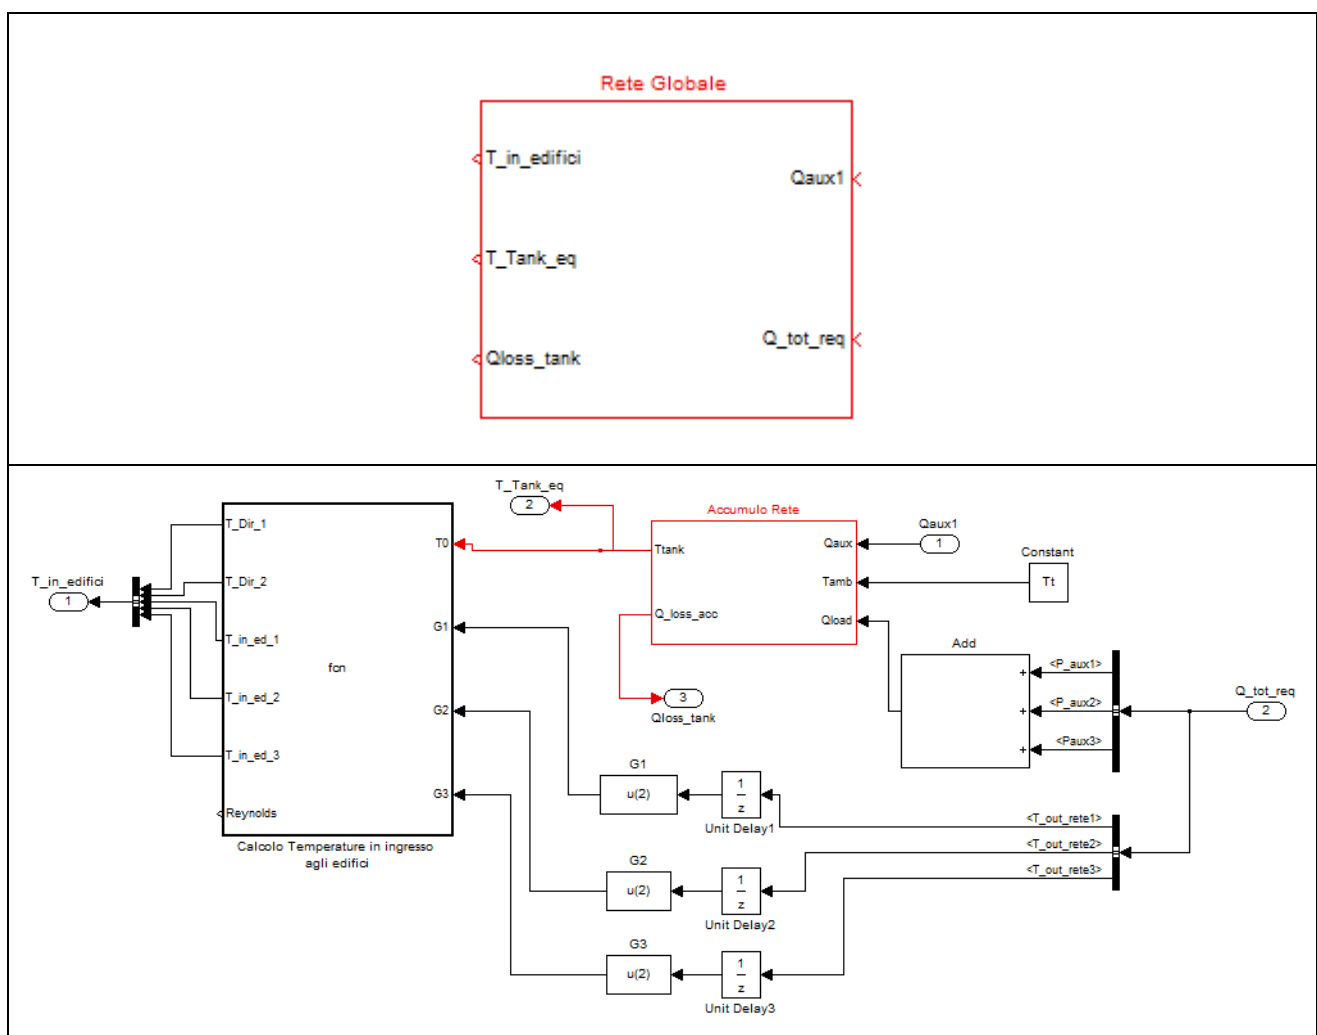 Rete Globale
T_in_edifici
Qaux1
T_Tank_eq
Q_tot_req
Qloss_tank
T_Tank_eq
2
Accumulo Rete
Ttank
Q_loss_acc
Qaux
Tamb
Qload
Qaux1
1
Constant
Tt
T_in_edifici
1
T_Dir_1
T_Dir_2
T_in_ed_1
T_in_ed_2
T_in_ed_3
Reynolds
fcn
T0
G1
G2
G3
Calcolo Temperature in ingresso
agli edifici
3
Qloss_tank
Add
+
+
+
<P_aux1>
<P_aux2>
<Paux3>
Q_tot_req
2
G1
u(2)
1
z
Unit Delay1
<T_out_rete1>
<T_out_rete2>
<T_out_rete3>
G2
u(2)
1
z
Unit Delay2
G3
u(2)
1
z
Unit Delay3